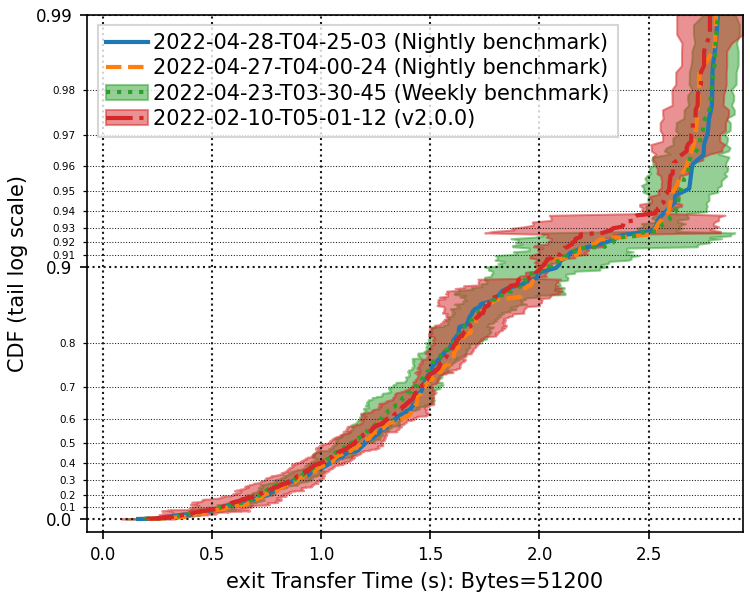 0.99
2022-04-28-T04-25-03 (Nightly benchmark)
2022-04-27-T04-00-24 (Nightly benchmark)
2022-04-23-T03-30-45 (Weekly benchmark)
2022-02-10-T05-01-12 (v2.0.0)
0.98
0.97
0.96
0.95
0.94
0.93
0.92
0.91
0.9
0.8
0.7
0.6
0.5
0.4
0.3
0.2
0.1
0.0
CDF (tail log scale)
0.0 0.5 1.0 1.5 2.0 2.5
exit Transfer Time (s): Bytes=51200